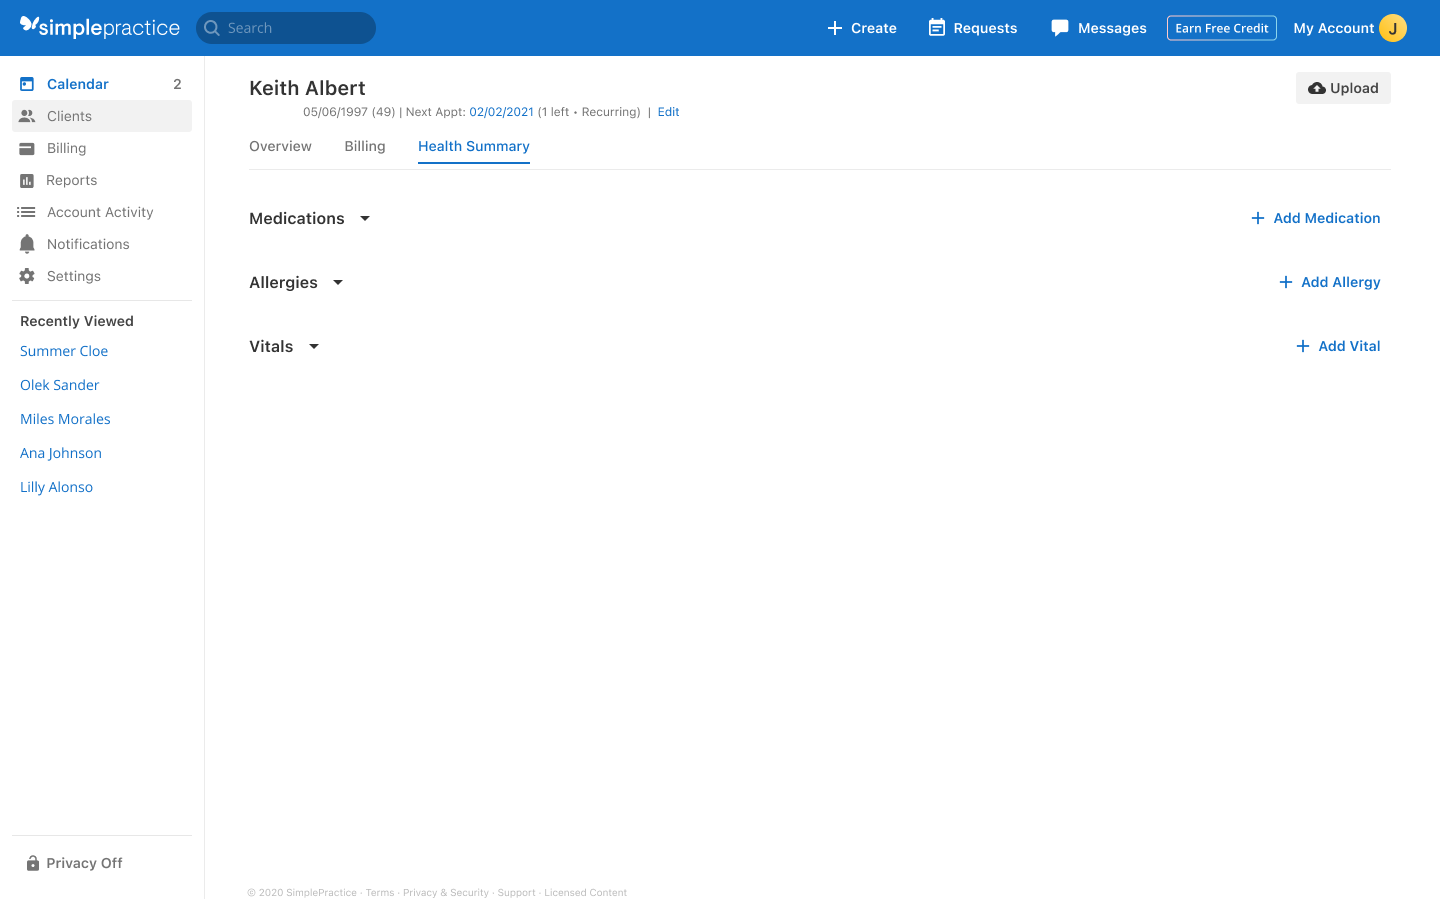 simplepractice
Search
Create
Requests
Messages
Earn Free Credit
My Account
J
Calendar 2
Clients
Billing
Reports
Account Activity
Notifications
Settings
Recently Viewed
Summer Cloe
Olek Sander
Miles Morales
Ana Johnson
Lilly Alonso
Privacy Off
Keith Albert
Upload
05/06/1997 (49) | Next Appt: 02/02/2021 (1 left • Recurring) | Edit
Overview Billing Health Summary
Medications
Add Medication
Allergies
Add Allergy
Vitals
Add Vital
© 2020 SimplePractice · Terms · Privacy & Security · Support · Licensed Content